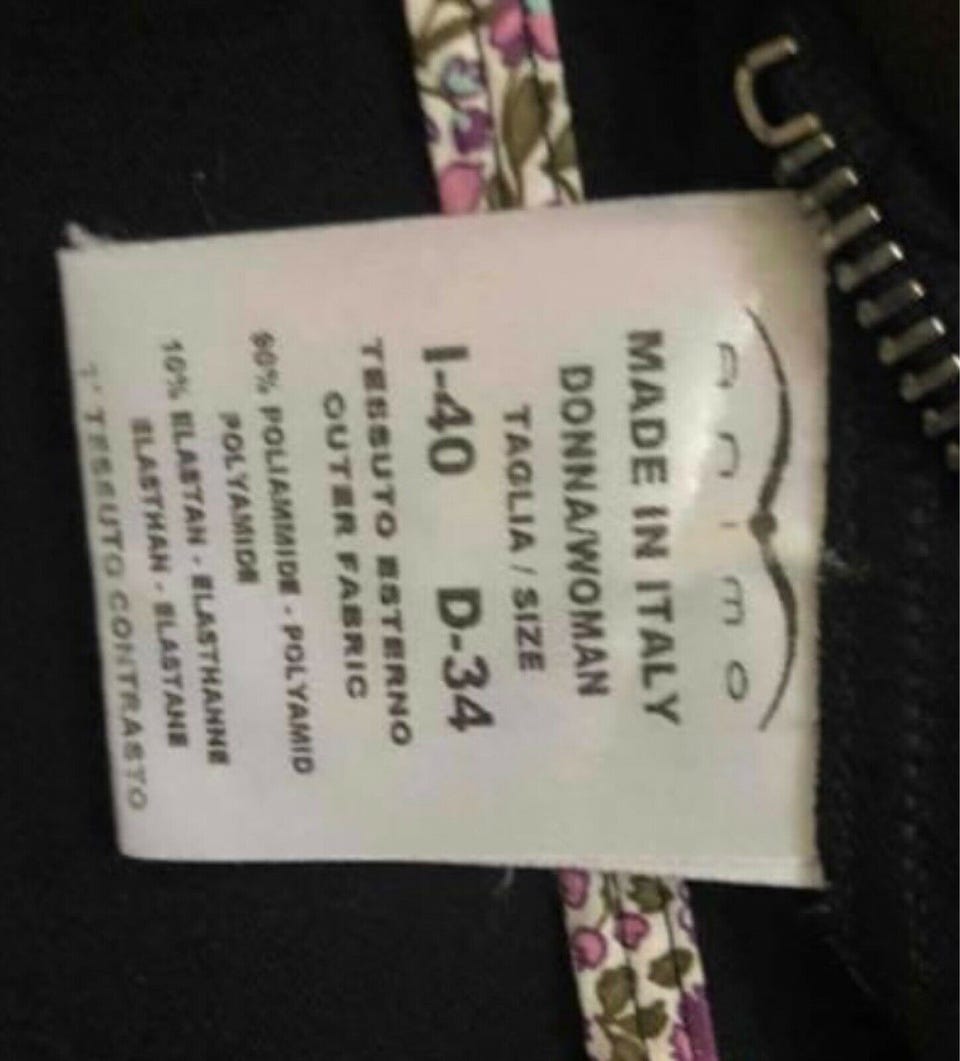 animo
MADE IN ITALY
DONNA/WOMAN
TAGLIA / SIZE
I-40 D-34
TESSUTO ESTERNO
OUTER FABRIC
90% POLIAMMIDE - POLYAMID
POLYAMIDE
10% ELASTAN - ELASTHANNE
ELASTHAN - ELASTANE
1° TESSUTO CONTRASTO